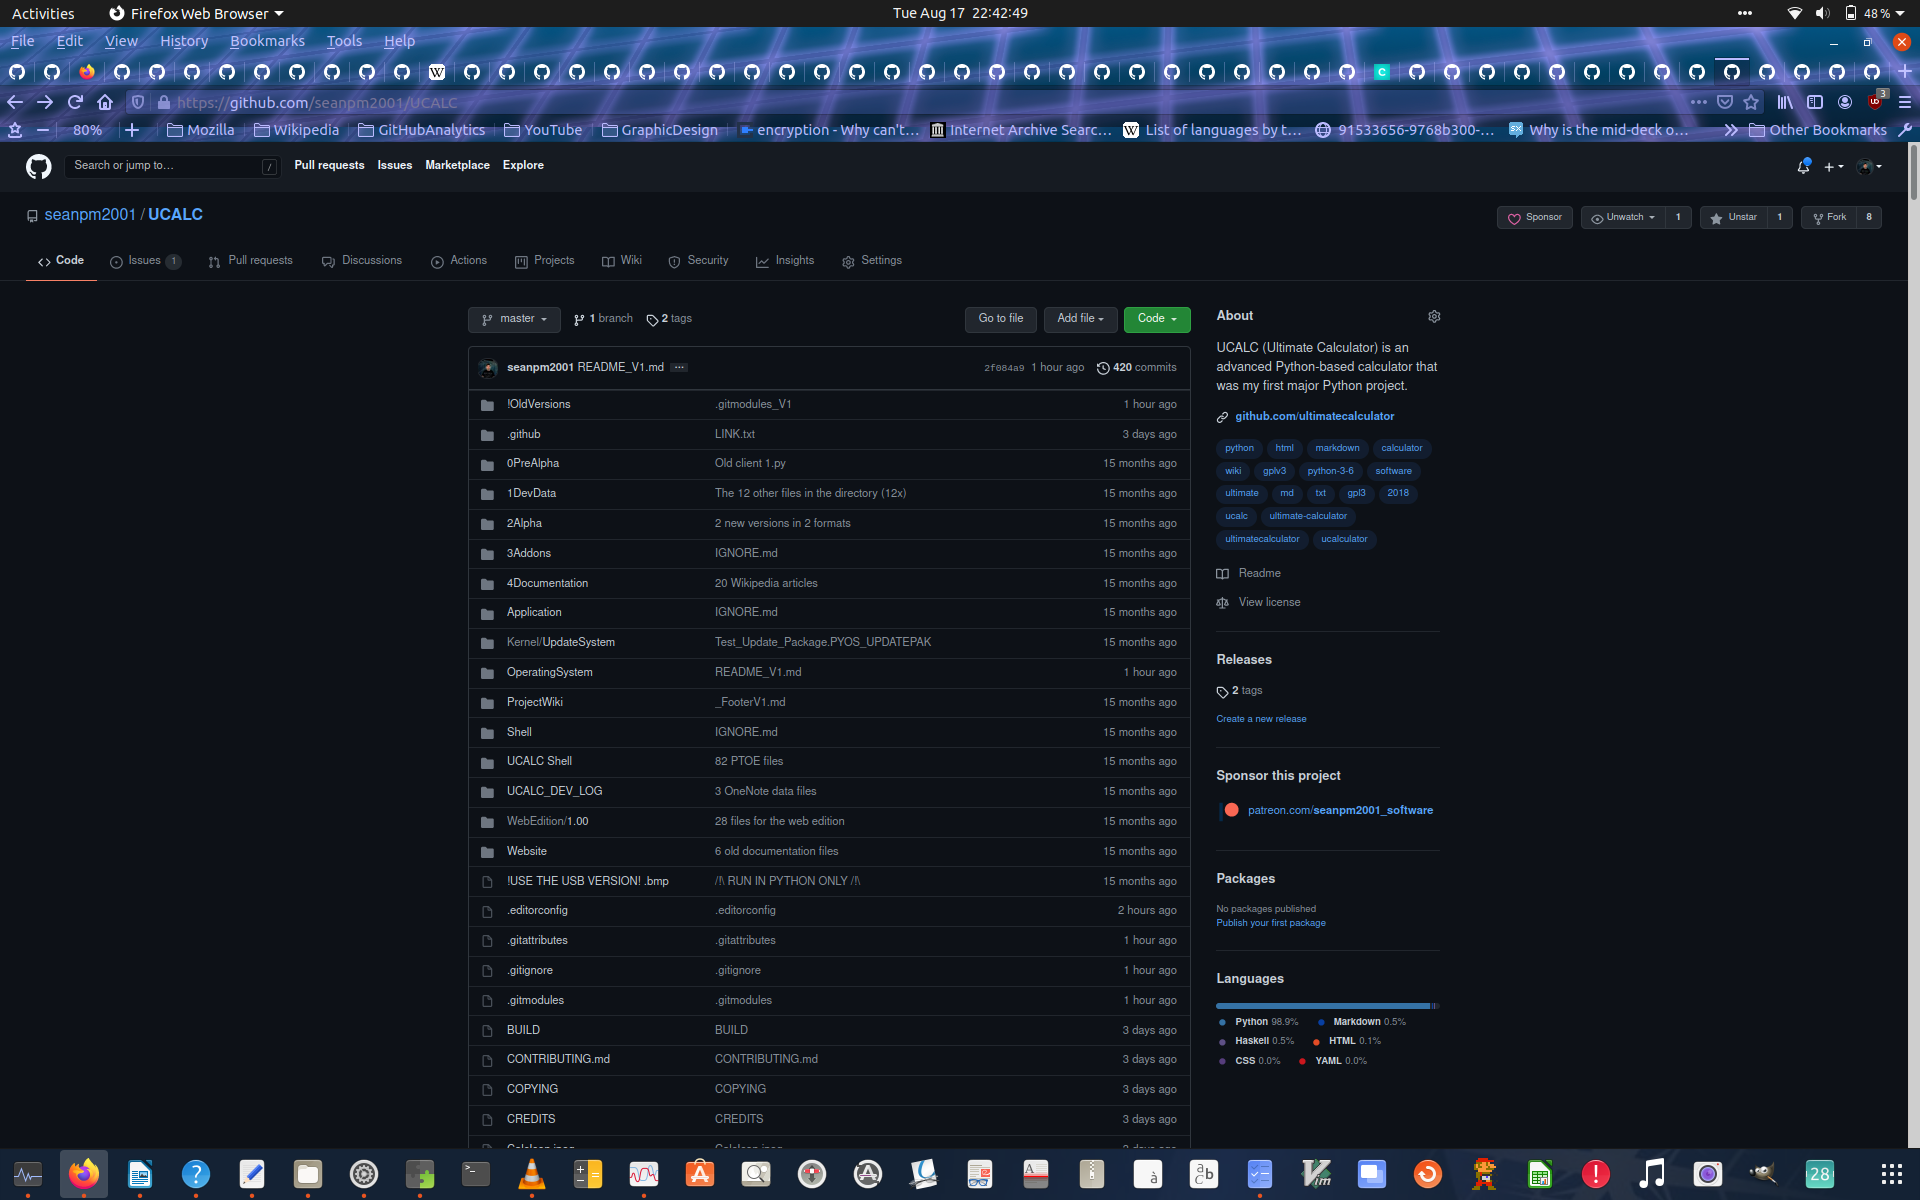 Activities Firefox Web Browser Tue Aug 17 22:42:49 48 %
File Edit View History Bookmarks Tools Help
https://github.com/seanpm2001/UCALC 3
80% Mozilla Wikipedia GitHubAnalytics YouTube GraphicDesign encryption - Why can't… Internet Archive Searc… List of languages by t… 91533656-9768b300-… Why is the mid-deck o… Other Bookmarks
Search or jump to… / Pull requests Issues Marketplace Explore
seanpm2001 / UCALC Sponsor Unwatch 1 Unstar 1 Fork 8
Code Issues 1 Pull requests Discussions Actions Projects Wiki Security Insights Settings
master 1 branch 2 tags Go to file Add file Code
seanpm2001 README_V1.md ··· 2f084a9 1 hour ago 420 commits
!OldVersions .gitmodules_V1 1 hour ago
.github LINK.txt 3 days ago
0PreAlpha Old client 1.py 15 months ago
1DevData The 12 other files in the directory (12x) 15 months ago
2Alpha 2 new versions in 2 formats 15 months ago
3Addons IGNORE.md 15 months ago
4Documentation 20 Wikipedia articles 15 months ago
Application IGNORE.md 15 months ago
Kernel/UpdateSystem Test_Update_Package.PYOS_UPDATEPAK 15 months ago
OperatingSystem README_V1.md 1 hour ago
ProjectWiki _FooterV1.md 15 months ago
Shell IGNORE.md 15 months ago
UCALC Shell 82 PTOE files 15 months ago
UCALC_DEV_LOG 3 OneNote data files 15 months ago
WebEdition/1.00 28 files for the web edition 15 months ago
Website 6 old documentation files 15 months ago
!USE THE USB VERSION! .bmp /!\ RUN IN PYTHON ONLY /!\ 15 months ago
.editorconfig .editorconfig 2 hours ago
.gitattributes .gitattributes 1 hour ago
.gitignore .gitignore 1 hour ago
.gitmodules .gitmodules 1 hour ago
BUILD BUILD 3 days ago
CONTRIBUTING.md CONTRIBUTING.md 3 days ago
COPYING COPYING 3 days ago
CREDITS CREDITS 3 days ago
About
UCALC (Ultimate Calculator) is an
advanced Python-based calculator that
was my first major Python project.
github.com/ultimatecalculator
python html markdown calculator
wiki gplv3 python-3-6 software
ultimate md txt gpl3 2018
ucalc ultimate-calculator
ultimatecalculator ucalculator
Readme
View license
Releases
2 tags
Create a new release
Sponsor this project
patreon.com/seanpm2001_software
Packages
No packages published
Publish your first package
Languages
Python 98.9% Markdown 0.5%
Haskell 0.5% HTML 0.1%
CSS 0.0% YAML 0.0%
28